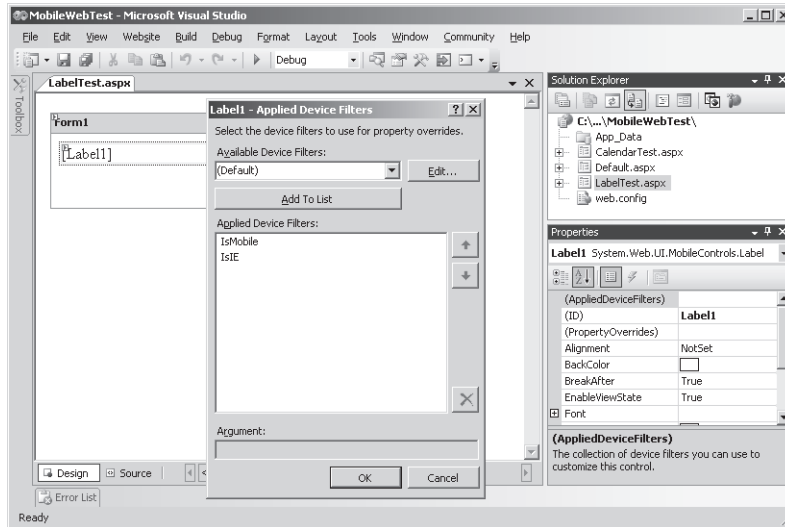 MobileWebTest - Microsoft Visual Studio
File Edit View Website Build Debug Format Layout Tools Window Community Help
Debug
Toolbox
LabelTest.aspx
Form1
[Label1]
Label1 - Applied Device Filters
Select the device filters to use for property overrides.
Available Device Filters:
(Default)
Edit...
Add To List
Applied Device Filters:
IsMobile
IsIE
Argument:
OK Cancel
Design Source
Error List
Ready
Solution Explorer
C:\...\MobileWebTest\
App_Data
CalendarTest.aspx
Default.aspx
LabelTest.aspx
web.config
Properties
Label1 System.Web.UI.MobileControls.Label
(AppliedDeviceFilters)
(ID) Label1
(PropertyOverrides)
Alignment NotSet
BackColor
BreakAfter True
EnableViewState True
Font
(AppliedDeviceFilters)
The collection of device filters you can use to
customize this control.